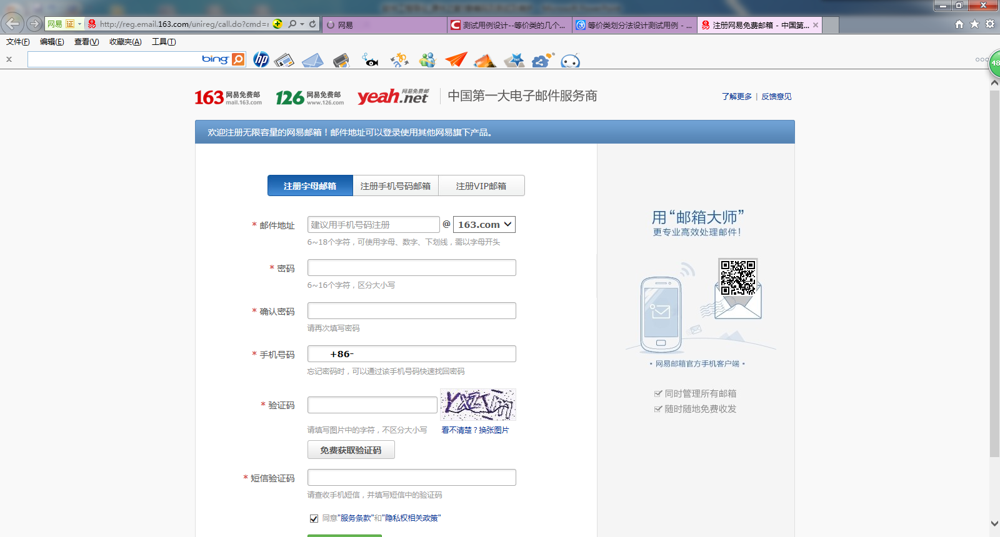 网易 证 http://reg.email.163.com/unireg/call.do?cmd=r 网易 测试用例设计--等价类的几个... 等价类划分法设计测试用例 - ... 注册网易免费邮箱 - 中国第...
文件(F) 编辑(E) 查看(V) 收藏夹(A) 工具(T)
x bing hp hot 48
163 网易免费邮 mail.163.com 126 网易免费邮 www.126.com yeah.net 网易免费邮 中国第一大电子邮件服务商 了解更多 | 反馈意见
欢迎注册无限容量的网易邮箱！邮件地址可以登录使用其他网易旗下产品。
注册字母邮箱 注册手机号码邮箱 注册VIP邮箱
* 邮件地址 建议用手机号码注册 @ 163.com
6~18个字符，可使用字母、数字、下划线，需以字母开头
* 密码
6~16个字符，区分大小写
* 确认密码
请再次填写密码
* 手机号码 +86-
忘记密码时，可以通过该手机号码快速找回密码
* 验证码
请填写图片中的字符，不区分大小写 看不清楚？换张图片
免费获取验证码
* 短信验证码
请查收手机短信，并填写短信中的验证码
同意"服务条款"和"隐私权相关政策"
用“邮箱大师”
更专业高效处理邮件！
• 网易邮箱官方手机客户端 •
同时管理所有邮箱
随时随地免费收发